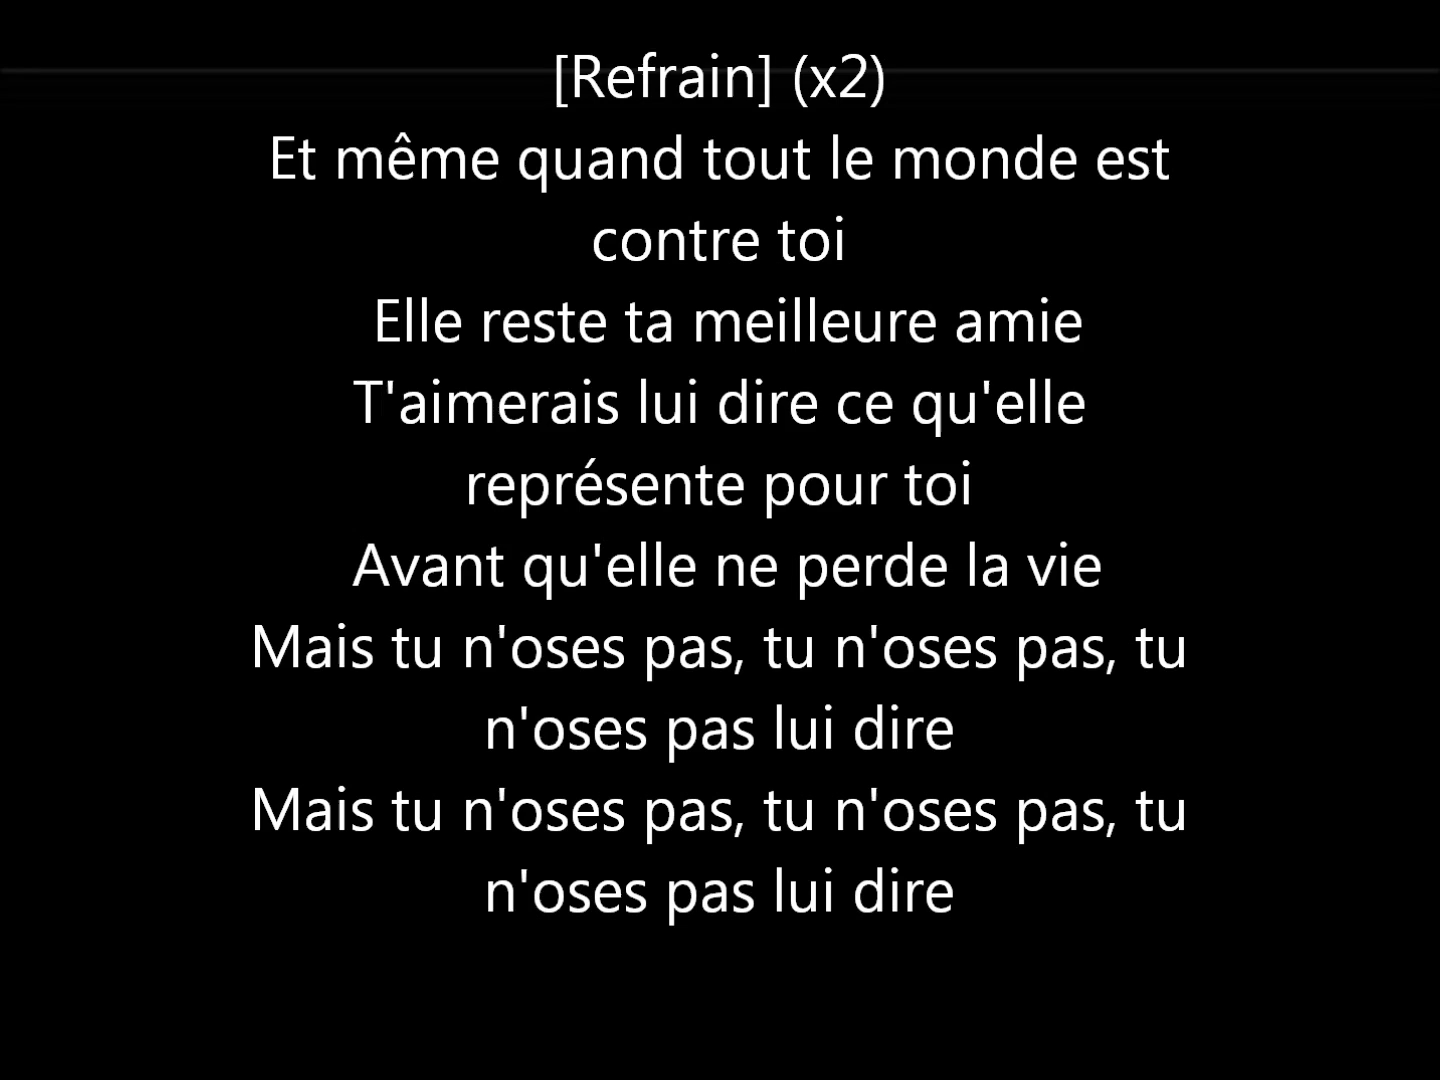 [Refrain] (x2)
Et même quand tout le monde est
contre toi
Elle reste ta meilleure amie
T'aimerais lui dire ce qu'elle
représente pour toi
Avant qu'elle ne perde la vie
Mais tu n'oses pas, tu n'oses pas, tu
n'oses pas lui dire
Mais tu n'oses pas, tu n'oses pas, tu
n'oses pas lui dire